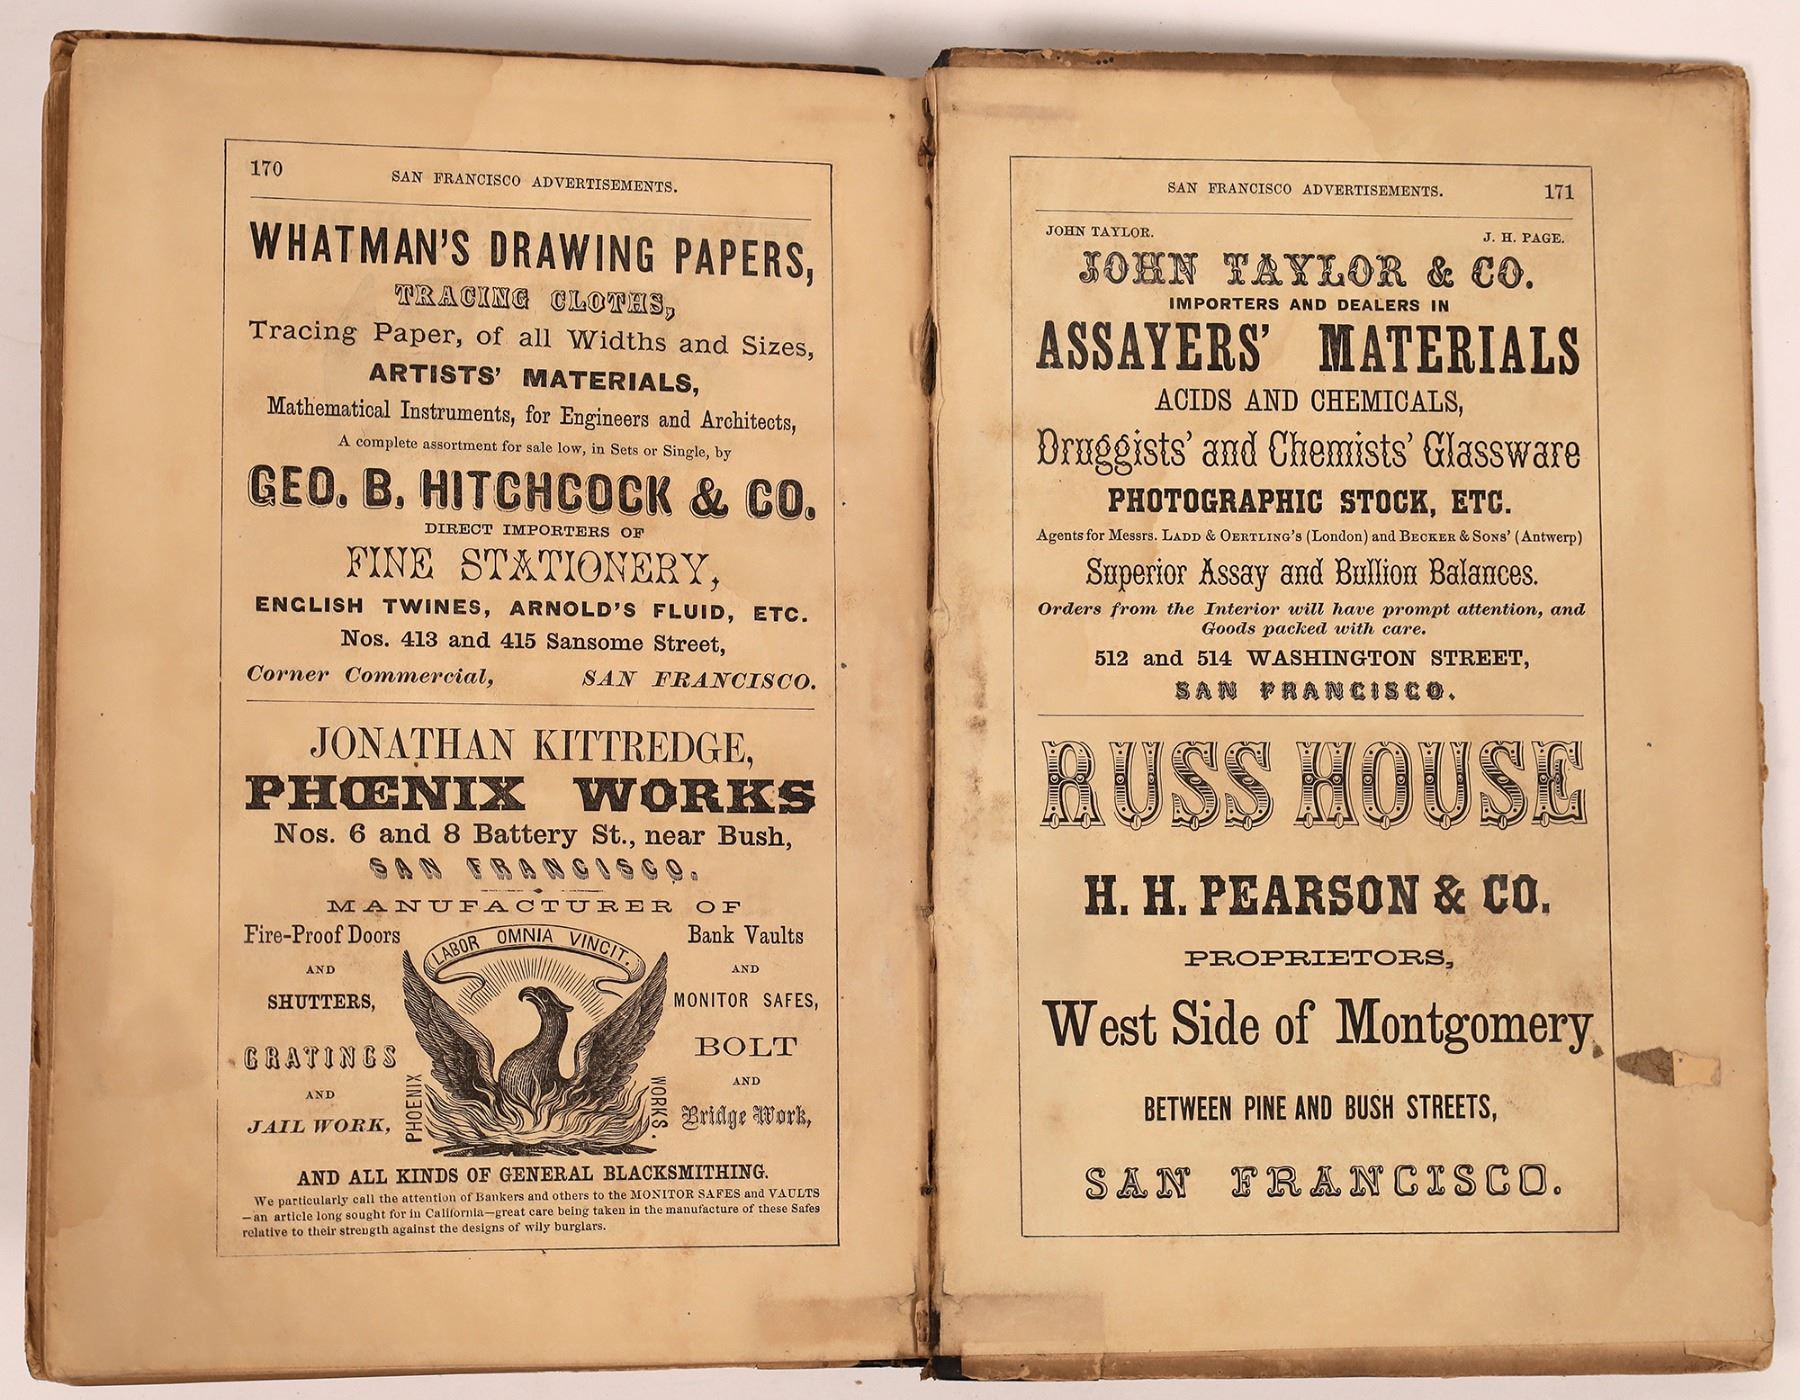 170
SAN FRANCISCO ADVERTISEMENTS.
WHATMAN'S DRAWING PAPERS,
TRACING CLOTHS,
Tracing Paper, of all Widths and Sizes,
ARTISTS' MATERIALS,
Mathematical Instruments, for Engineers and Architects,
A complete assortment for sale low, in Sets or Single, by
GEO. B. HITCHCOCK & CO.
DIRECT IMPORTERS OF
FINE STATIONERY,
ENGLISH TWINES, ARNOLD'S FLUID, ETC.
Nos. 413 and 415 Sansome Street,
Corner Commercial, SAN FRANCISCO.
JONATHAN KITTREDGE,
PHŒNIX WORKS
Nos. 6 and 8 Battery St., near Bush,
SAN FRANCISCO.
MANUFACTURER OF
Fire-Proof Doors
AND
SHUTTERS,
GRATINGS
AND
JAIL WORK,
LABOR OMNIA VINCIT.
PHOENIX
WORKS.
Bank Vaults
AND
MONITOR SAFES,
BOLT
AND
Bridge Work,
AND ALL KINDS OF GENERAL BLACKSMITHING.
We particularly call the attention of Bankers and others to the MONITOR SAFES and VAULTS
—an article long sought for in California—great care being taken in the manufacture of these Safes
relative to their strength against the designs of wily burglars.
SAN FRANCISCO ADVERTISEMENTS.
171
JOHN TAYLOR. J. H. PAGE.
JOHN TAYLOR & CO.
IMPORTERS AND DEALERS IN
ASSAYERS' MATERIALS
ACIDS AND CHEMICALS,
Druggists' and Chemists' Glassware
PHOTOGRAPHIC STOCK, ETC.
Agents for Messrs. LADD & OERTLING'S (London) and BECKER & SONS' (Antwerp)
Superior Assay and Bullion Balances.
Orders from the Interior will have prompt attention, and
Goods packed with care.
512 and 514 WASHINGTON STREET,
SAN FRANCISCO.
RUSS HOUSE
H. H. PEARSON & CO.
PROPRIETORS,
West Side of Montgomery
BETWEEN PINE AND BUSH STREETS,
SAN FRANCISCO.